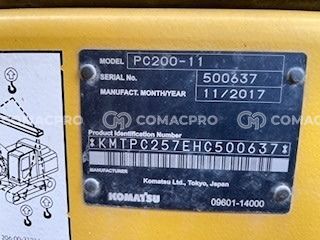 MODEL PC200-11
SERIAL NO. 500637
MANUFACT. MONTH/YEAR 11/2017
COMACPRO COMACPRO
Product Identification Number
*KMTPC257EHC500637*
MANUFACTURER
Komatsu Ltd., Tokyo, Japan
KOMATSU
09601-14000